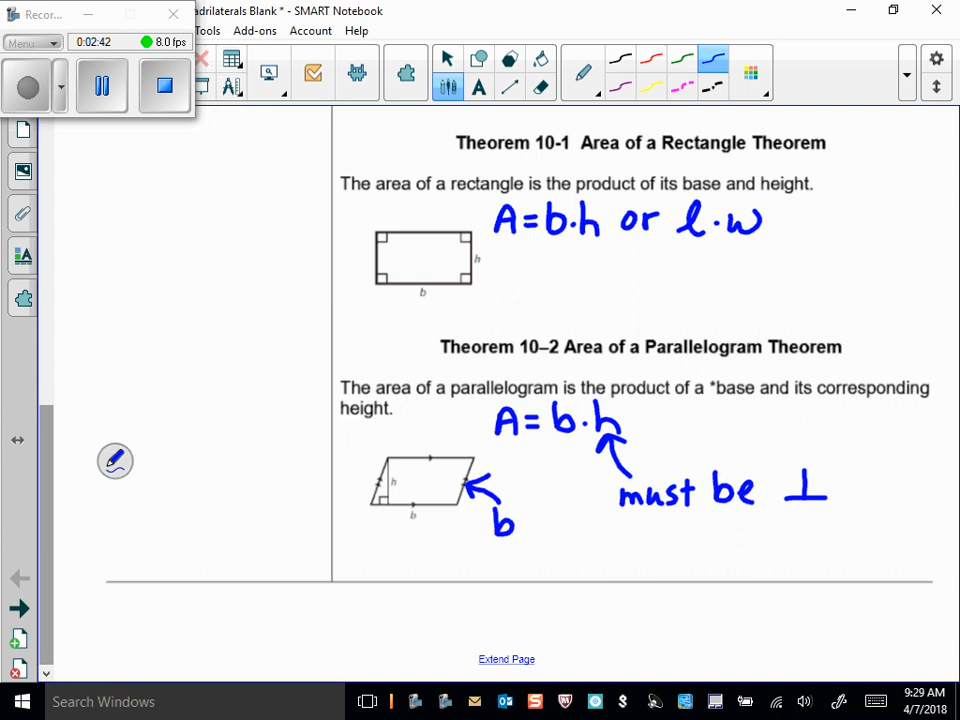 Recor...
adrilaterals Blank * - SMART Notebook
Tools Add-ons Account Help
Menu 0:02:42 8.0 fps
Theorem 10-1 Area of a Rectangle Theorem
The area of a rectangle is the product of its base and height.
A = b·h or l·w
h
b
Theorem 10–2 Area of a Parallelogram Theorem
The area of a parallelogram is the product of a *base and its corresponding
height.
A = b·h
h
must be ⊥
b
b
Extend Page
Search Windows
9:29 AM
4/7/2018